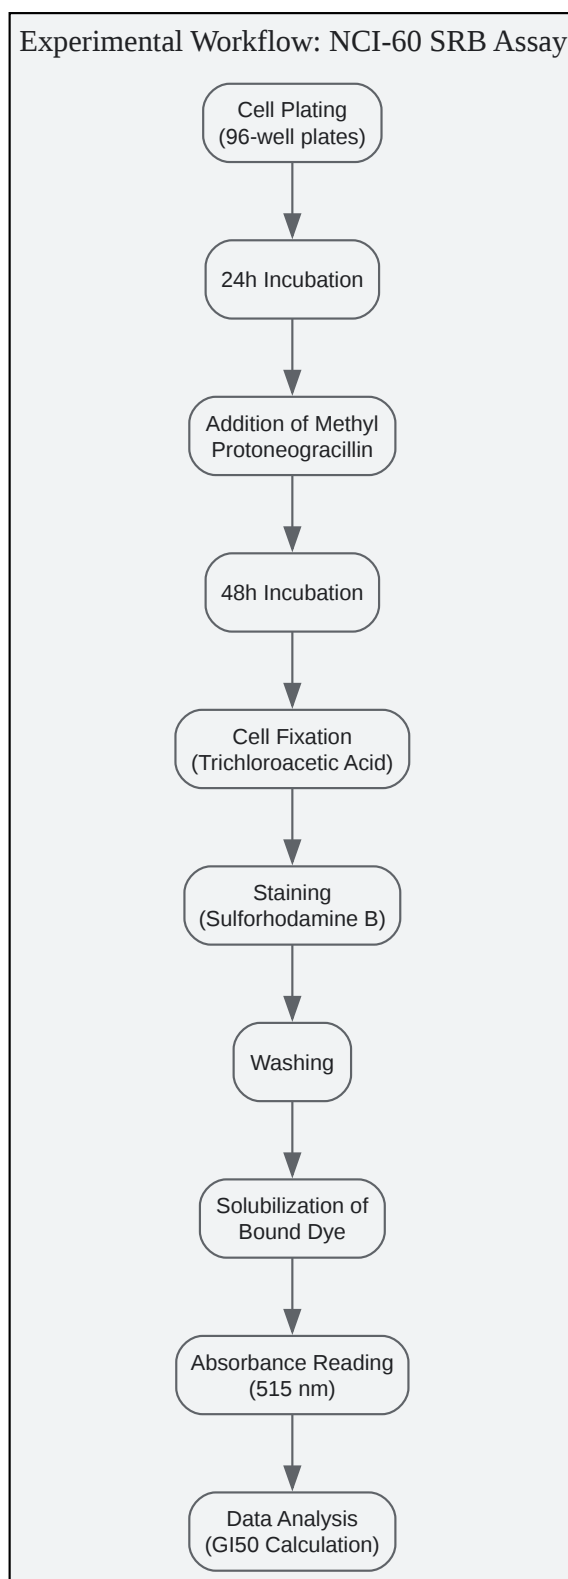 Experimental Workflow: NCI-60 SRB Assay
Cell Plating
(96-well plates)
24h Incubation
Addition of Methyl
Protoneogracillin
48h Incubation
Cell Fixation
(Trichloroacetic Acid)
Staining
(Sulforhodamine B)
Washing
Solubilization of
Bound Dye
Absorbance Reading
(515 nm)
Data Analysis
(GI50 Calculation)